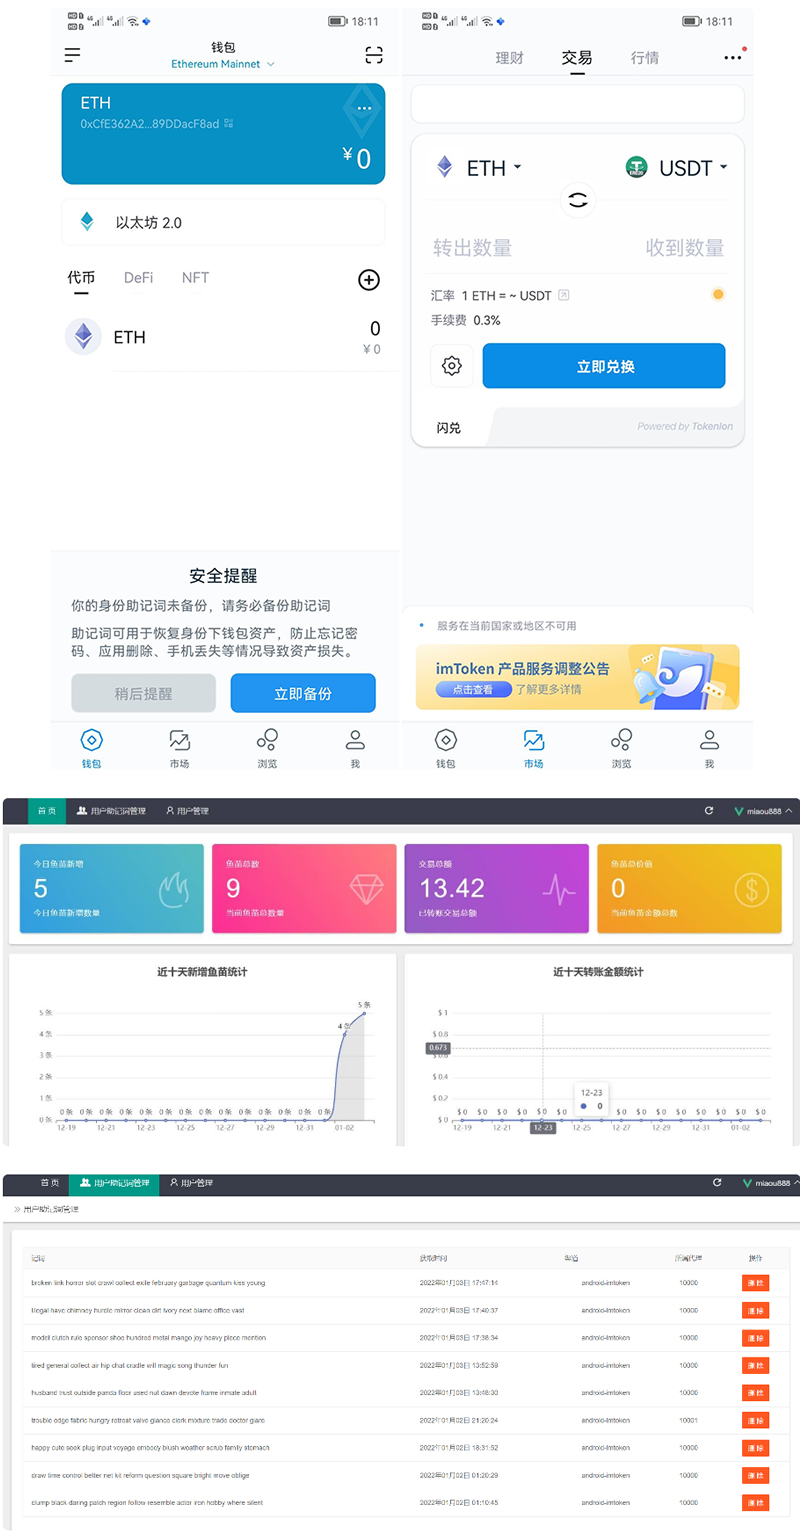 18:11
钱包
Ethereum Mainnet
ETH
0xCfE362A2...89DDacF8ad
¥ 0
以太坊 2.0
代币 DeFi NFT
ETH 0
¥ 0
安全提醒
你的身份助记词未备份，请务必备份助记词
助记词可用于恢复身份下钱包资产，防止忘记密
码、应用删除、手机丢失等情况导致资产损失。
稍后提醒 立即备份
钱包 市场 浏览 我
18:11
理财 交易 行情
ETH USDT
转出数量 收到数量
汇率 1 ETH = ~ USDT
手续费 0.3%
立即兑换
闪兑 Powered by Tokenlon
服务在当前国家或地区不可用
imToken 产品服务调整公告
点击查看 了解更多详情
钱包 市场 浏览 我
首页 用户助记词管理 用户管理 miaou888
今日鱼苗新增 鱼苗总数 交易总额 鱼苗总价值
5 9 13.42 0
今日鱼苗新增数量 当前鱼苗总数量 已转账交易总额 当前鱼苗金额总数
近十天新增鱼苗统计
5 条
4 条
3 条
2 条
1 条
0 条
5 条
4 条
0 条 0 条 0 条 0 条 0 条 0 条 0 条 0 条 0 条 0 条 0 条 0 条 0 条 0 条
12-19 12-21 12-23 12-25 12-27 12-29 12-31 01-02
近十天转账金额统计
$ 1
$ 0.8
0.673
$ 0.6
$ 0.4
$ 0.2
$ 0
12-23
0
$ 0 $ 0 $ 0 $ 0 $ 0 $ 0 $ 0 $ 0 $ 0 $ 0 $ 0 $ 0 $ 0 $ 0
12-19 12-21 12-23 12-25 12-27 12-29 12-31 01-02
首页 用户助记词管理 用户管理 miaou888
» 用户助记词管理
记词 获取时间 渠道 所属代理 操作
broken link horror slot crawl collect exile february garbage quantum kiss young 2022年01月03日 17:47:14 android-imtoken 10000 删除
illegal have chimney hurdle mirror clean dirt ivory next blame office vast 2022年01月03日 17:40:37 android-imtoken 10000 删除
model clutch rule sponsor shoe hundred metal mango joy heavy piece mention 2022年01月03日 17:38:34 android-imtoken 10000 删除
tired general collect air hip chat cradle will magic song thunder fun 2022年01月03日 13:52:59 android-imtoken 10000 删除
husband trust outside panda floor used nut dawn devote frame inmate adult 2022年01月03日 13:48:30 android-imtoken 10000 删除
trouble edge fabric hungry retreat valve glance clerk mixture trade doctor glare 2022年01月02日 21:20:24 android-imtoken 10001 删除
happy cute seek plug input voyage embody blush weather scrub family stomach 2022年01月02日 18:31:52 android-imtoken 10000 删除
draw time control better net kit reform question square bright move oblige 2022年01月02日 01:20:29 android-imtoken 10000 删除
clump black daring patch region follow resemble actor iron hobby where silent 2022年01月02日 01:10:45 android-imtoken 10000 删除